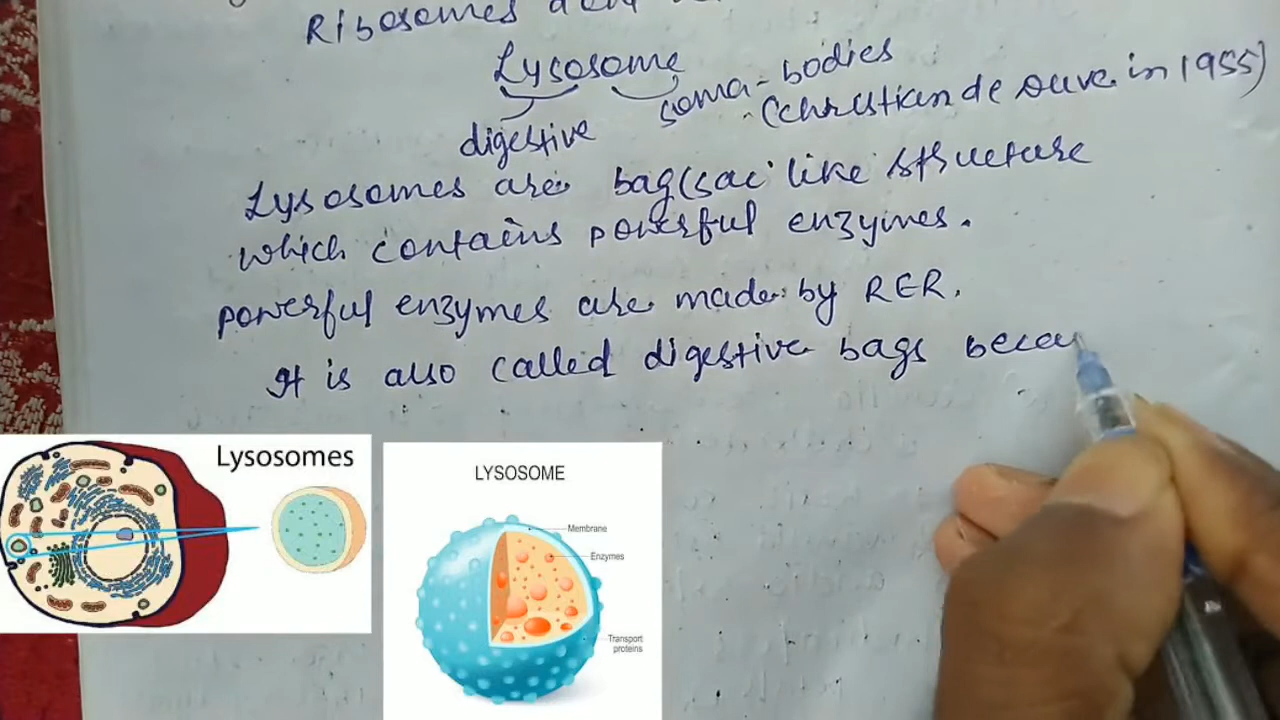 Ribosomes
Lysosome
soma-bodies
digestive
(christian de duve in 1955)
Lysosomes are bag(sac like structure
which contains powerful enzymes.
powerful enzymes are made by RER.
It is also called digestive bags becau
Lysosomes
LYSOSOME
Membrane
Enzymes
Transport
proteins